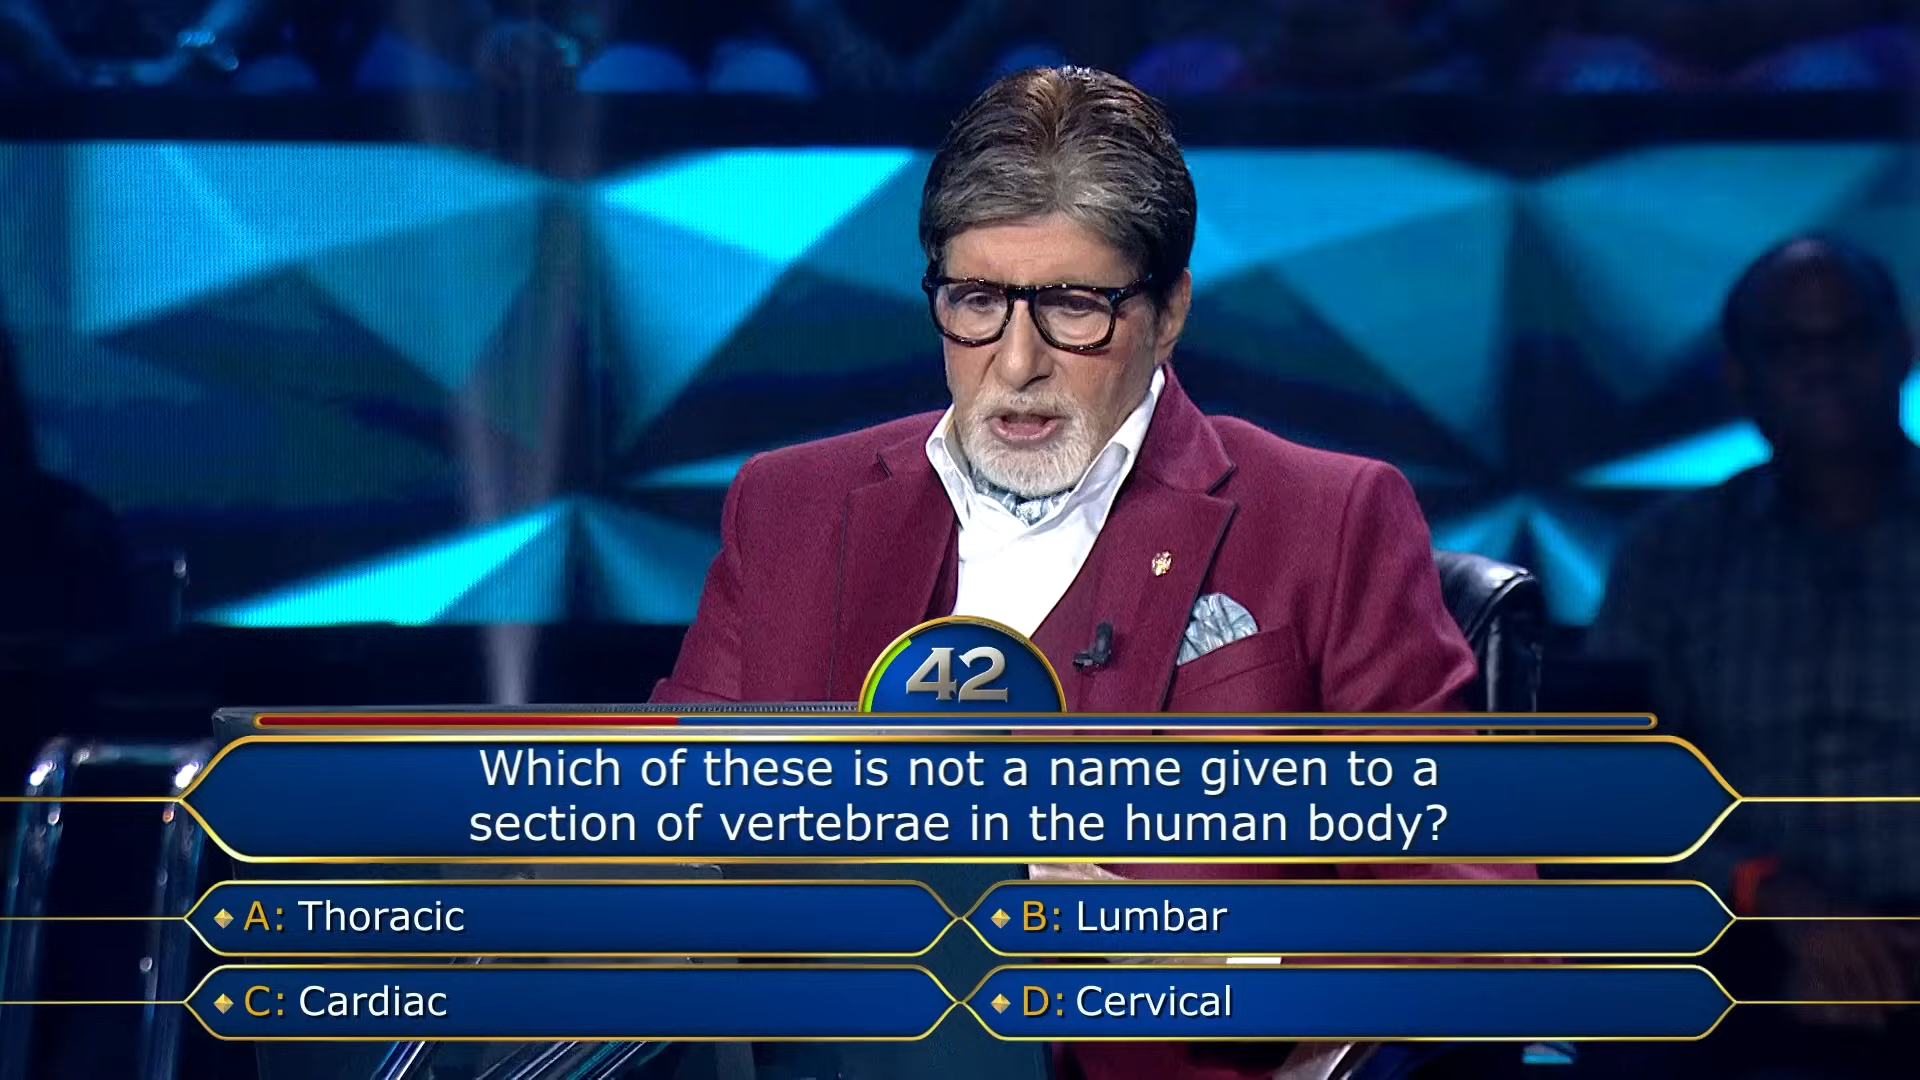 42
Which of these is not a name given to a
section of vertebrae in the human body?
A: Thoracic
B: Lumbar
C: Cardiac
D: Cervical